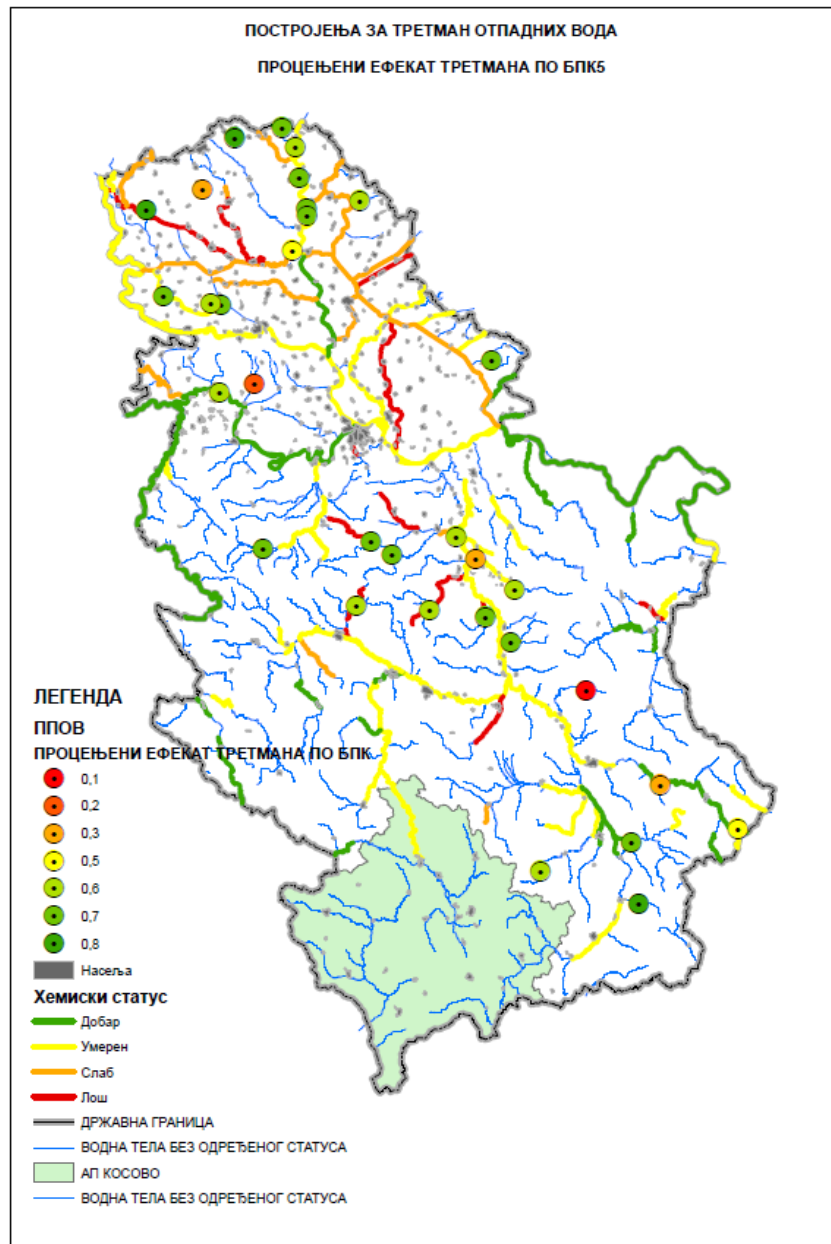 ПОСТРОЈЕЊА ЗА ТРЕТМАН ОТПАДНИХ ВОДА
ПРОЦЕЊЕНИ ЕФЕКАТ ТРЕТМАНА ПО БПК5
ЛЕГЕНДА
ППОВ
ПРОЦЕЊЕНИ ЕФЕКАТ ТРЕТМАНА ПО БПК
0,1
0,2
0,3
0,5
0,6
0,7
0,8
Насеља
Хемиски статус
Добар
Умерен
Слаб
Лош
ДРЖАВНА ГРАНИЦА
ВОДНА ТЕЛА БЕЗ ОДРЕЂЕНОГ СТАТУСА
АП КОСОВО
ВОДНА ТЕЛА БЕЗ ОДРЕЂЕНОГ СТАТУСА